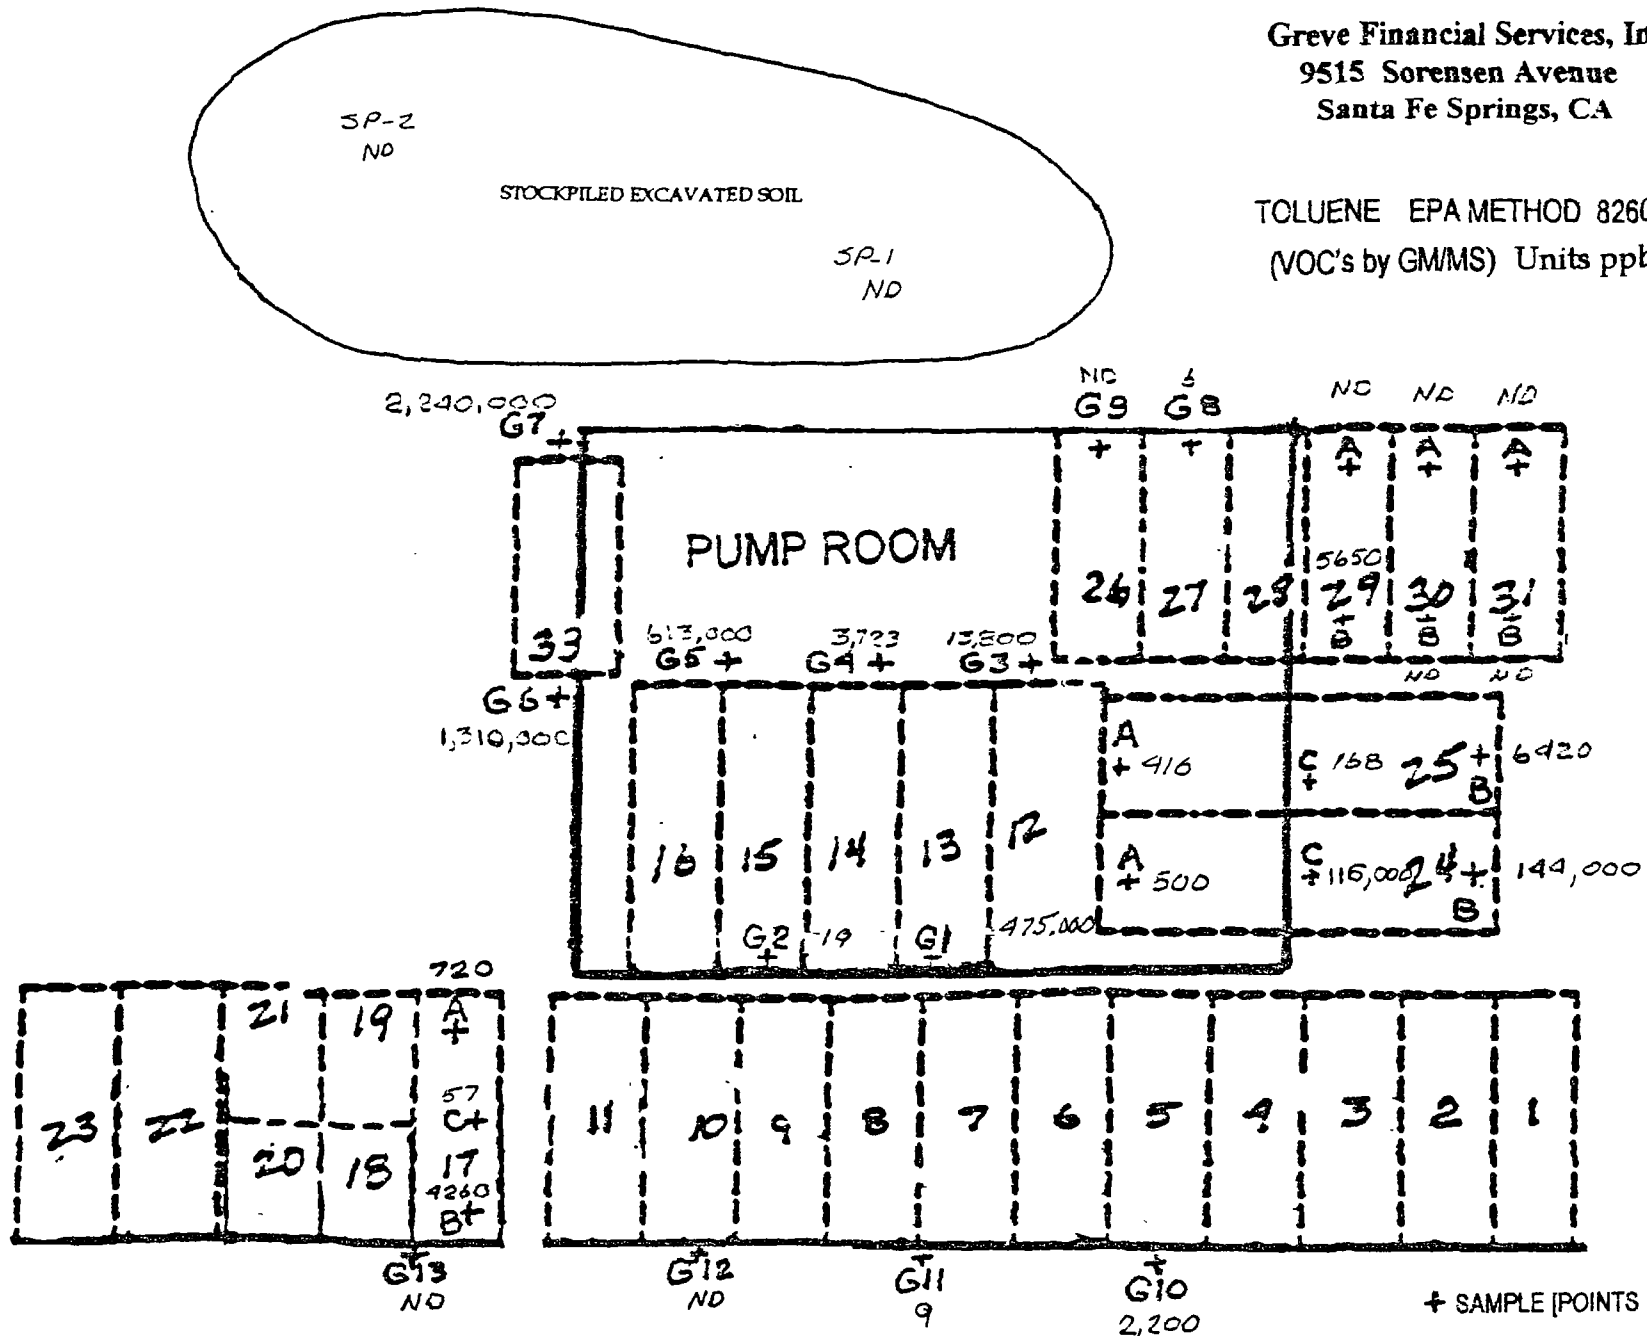 Greve Financial Services, In
9515 Sorensen Avenue
Santa Fe Springs, CA
SP-2
ND
STOCKPILED EXCAVATED SOIL
SP-1
ND
TOLUENE EPA METHOD 8260
(VOC's by GM/MS) Units ppb
2,240,000
G7
ND
G9
G8
ND
ND
ND
A
A
A
PUMP ROOM
26
27
28
5650
29
30
31
B
B
B
ND
ND
33
613,000
G5
3,723
G4
13,800
G3
G6
1,310,000
A
416
C
168
25
6420
B
16
15
14
13
12
A
500
C
116,000
24
144,000
B
G2
19
G1
475,000
720
23
22
21
19
A
57
C
20
18
17
4260
B
11
10
9
8
7
6
5
4
3
2
1
G13
ND
G12
ND
G11
9
G10
2,200
+ SAMPLE [POINTS